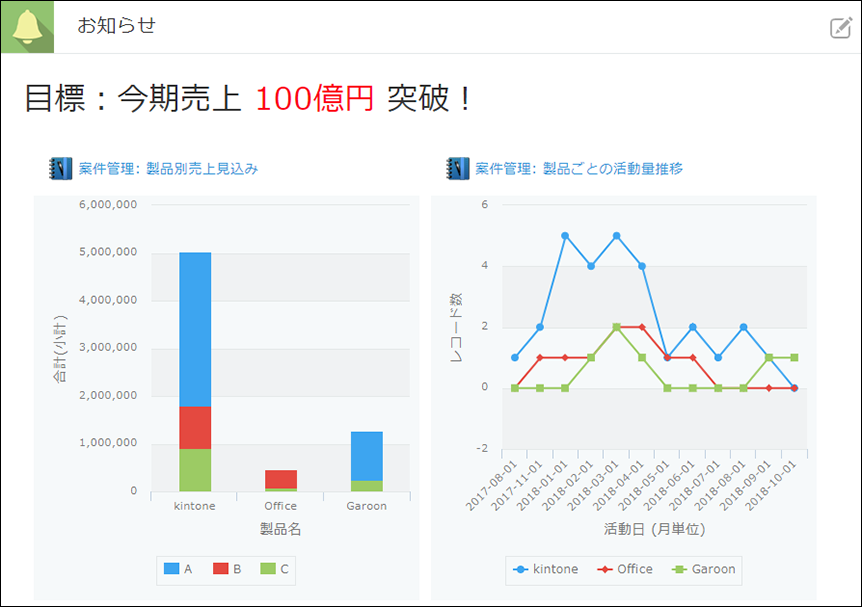 お知らせ
目標：今期売上 100億円 突破！
案件管理: 製品別売上見込み
6,000,000
5,000,000
4,000,000
3,000,000
2,000,000
1,000,000
0
合計(小計)
kintone Office Garoon
製品名
A B C
案件管理: 製品ごとの活動量推移
6
4
2
0
-2
レコード数
2017-08-01 2017-11-01 2018-01-01 2018-02-01 2018-03-01 2018-04-01 2018-05-01 2018-06-01 2018-07-01 2018-08-01 2018-09-01 2018-10-01
活動日 (月単位)
kintone Office Garoon